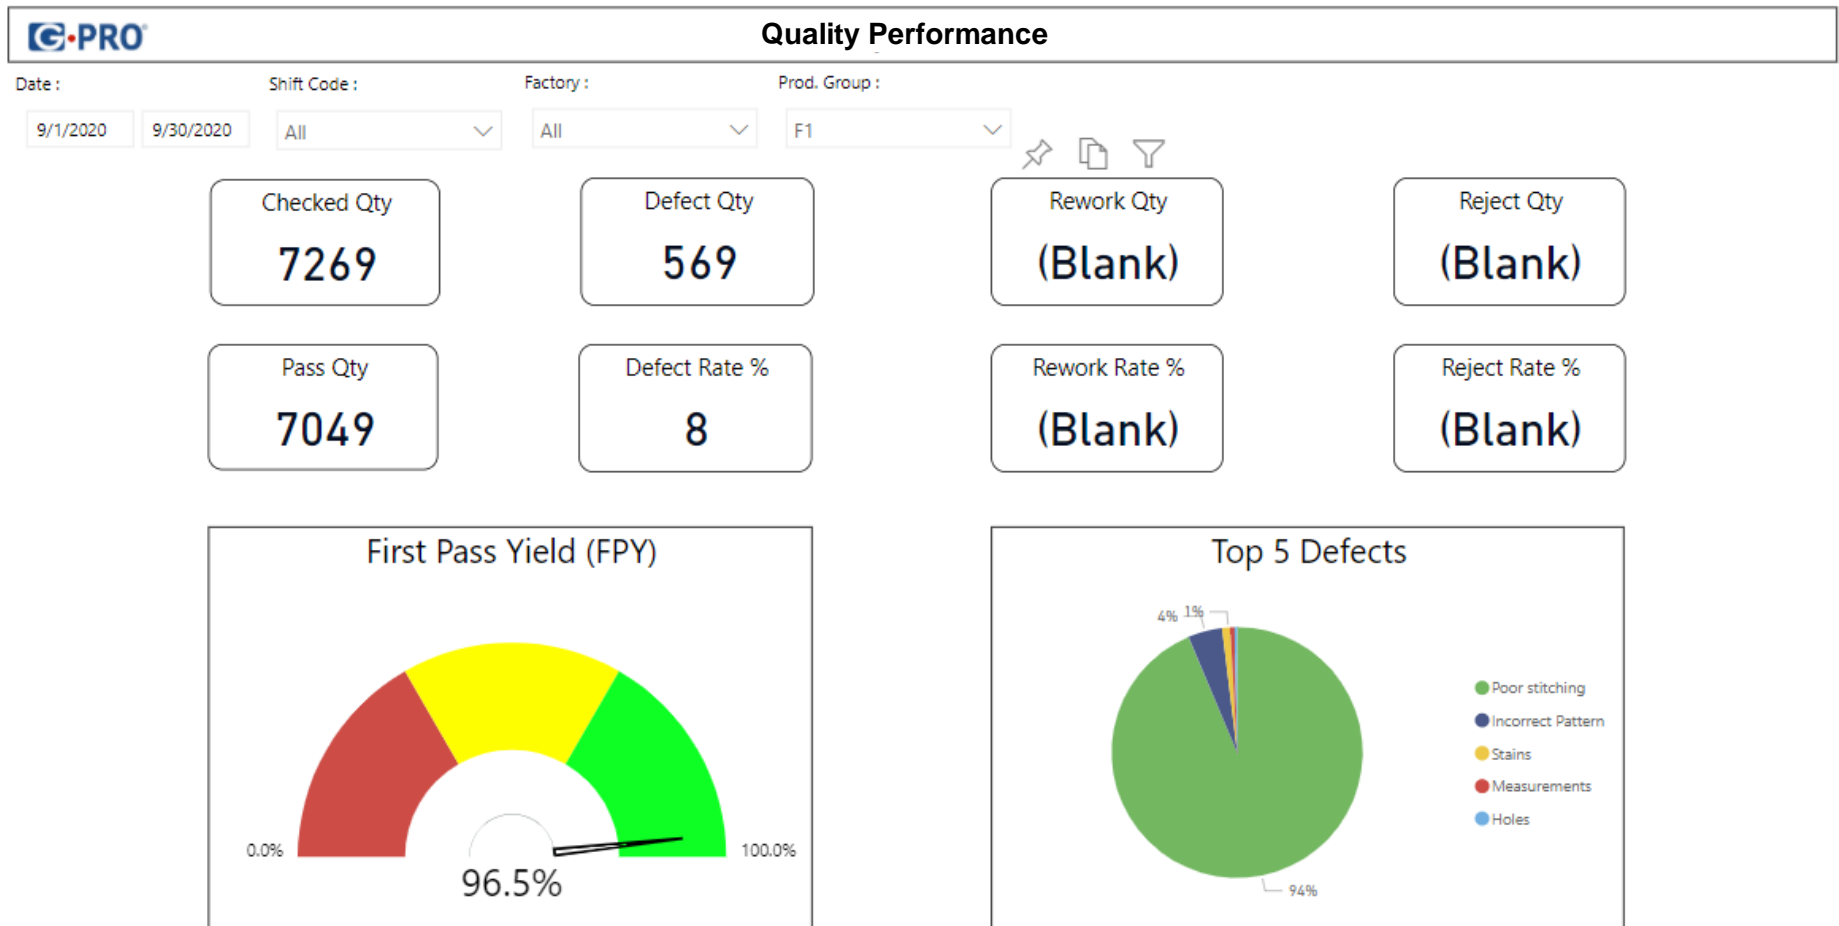 G·PRO®
Quality Performance
Date :
Shift Code :
Factory :
Prod. Group :
9/1/2020
9/30/2020
All
All
F1
Checked Qty
7269
Defect Qty
569
Rework Qty
(Blank)
Reject Qty
(Blank)
Pass Qty
7049
Defect Rate %
8
Rework Rate %
(Blank)
Reject Rate %
(Blank)
First Pass Yield (FPY)
0.0%
100.0%
96.5%
Top 5 Defects
4%
1%
94%
Poor stitching
Incorrect Pattern
Stains
Measurements
Holes